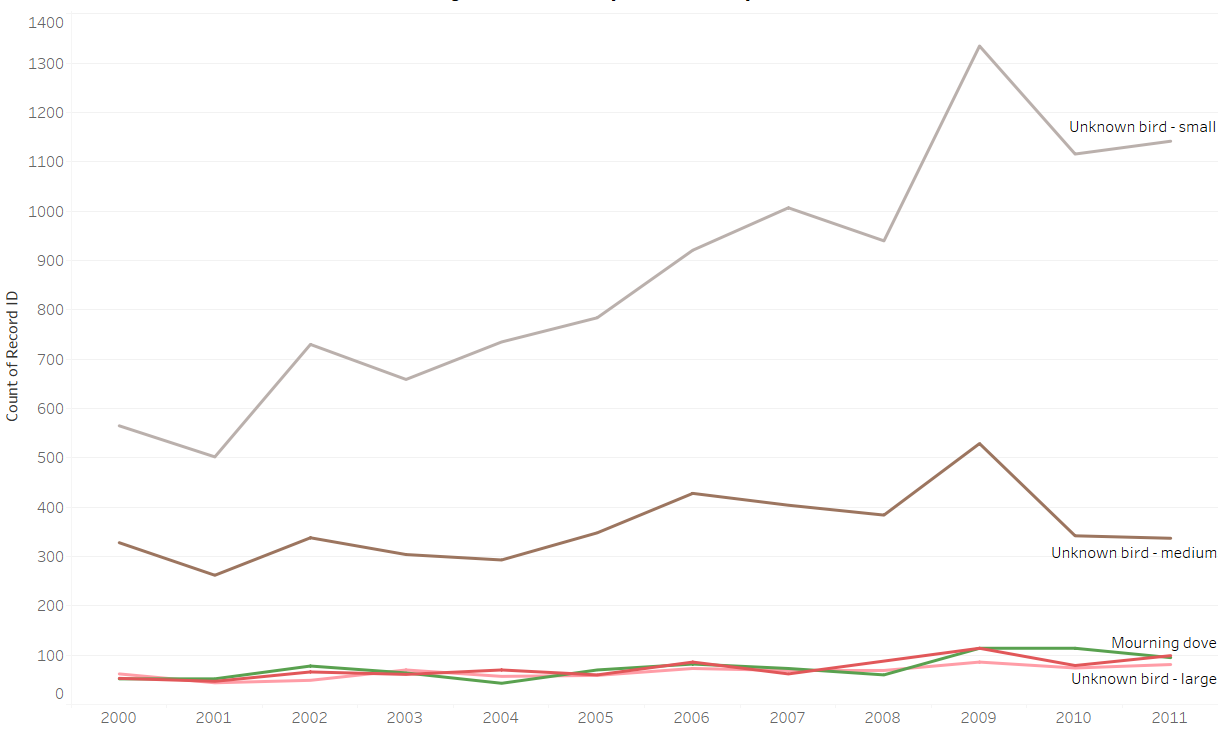 1400
1300
1200
1100
1000
900
800
700
600
500
400
300
200
100
0
Count of Record ID
Unknown bird - small
Unknown bird - medium
Mourning dove
Unknown bird - large
2000 2001 2002 2003 2004 2005 2006 2007 2008 2009 2010 2011